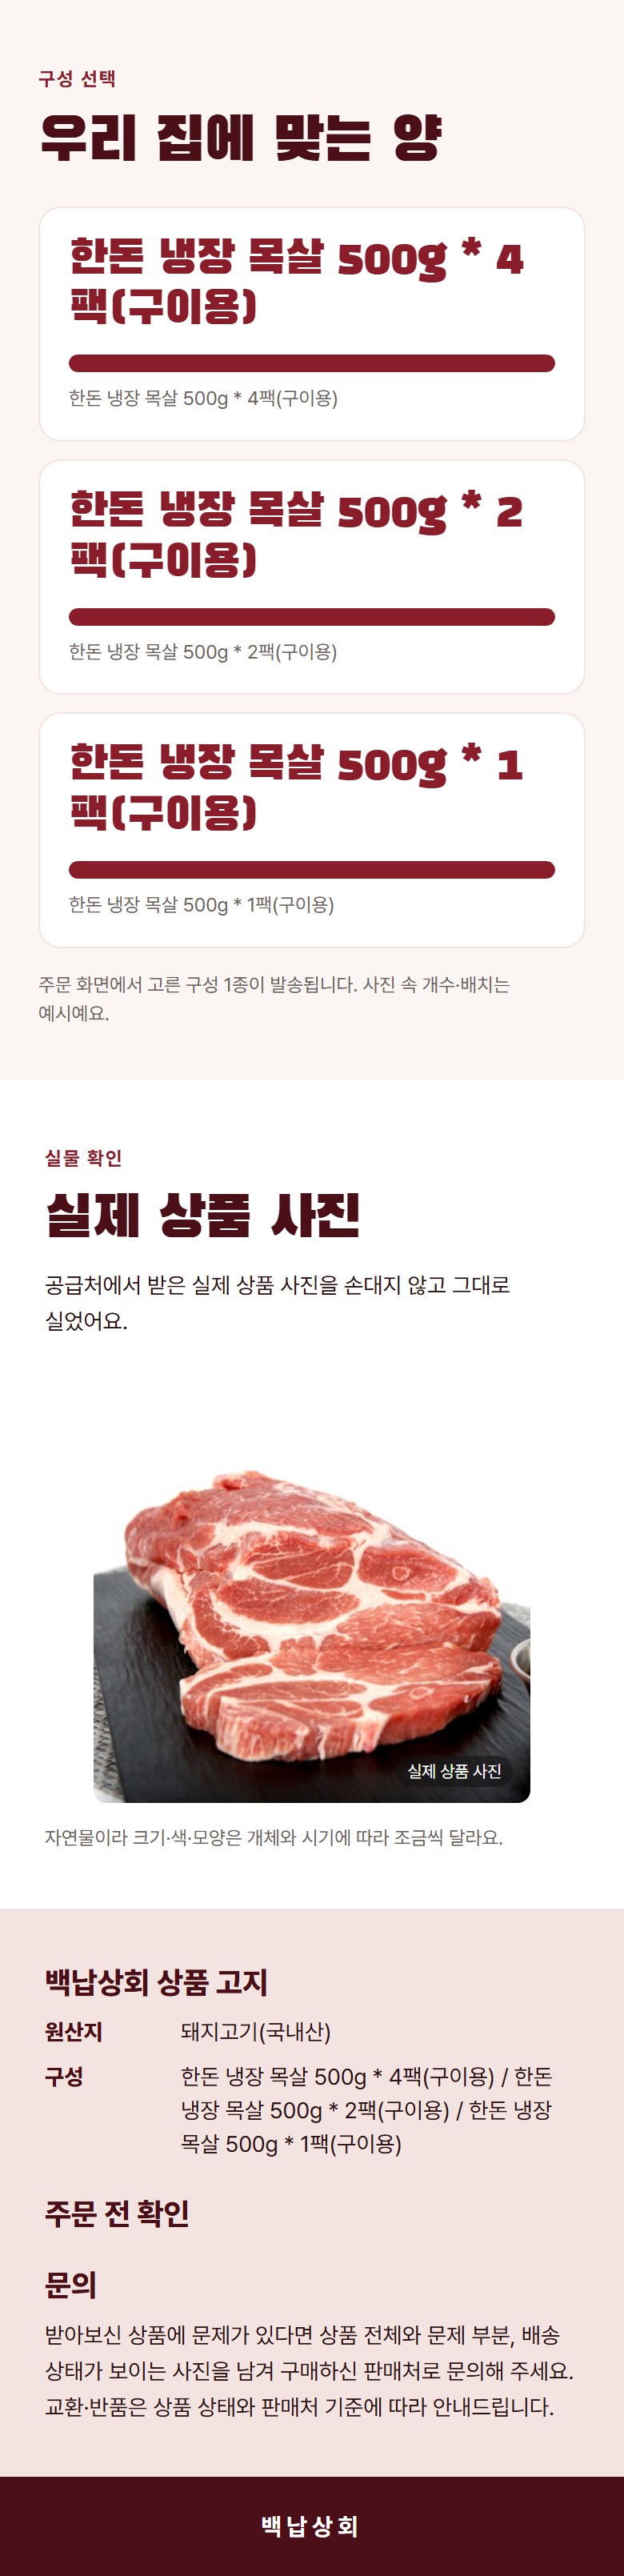 구성 선택
우리 집에 맞는 양
한돈 냉장 목살 500g * 4
팩(구이용)
한돈 냉장 목살 500g * 4팩(구이용)
한돈 냉장 목살 500g * 2
팩(구이용)
한돈 냉장 목살 500g * 2팩(구이용)
한돈 냉장 목살 500g * 1
팩(구이용)
한돈 냉장 목살 500g * 1팩(구이용)
주문 화면에서 고른 구성 1종이 발송됩니다. 사진 속 개수·배치는
예시예요.
실물 확인
실제 상품 사진
공급처에서 받은 실제 상품 사진을 손대지 않고 그대로
실었어요.
실제 상품 사진
자연물이라 크기·색·모양은 개체와 시기에 따라 조금씩 달라요.
백납상회 상품 고지
원산지 돼지고기(국내산)
구성 한돈 냉장 목살 500g * 4팩(구이용) / 한돈
냉장 목살 500g * 2팩(구이용) / 한돈 냉장
목살 500g * 1팩(구이용)
주문 전 확인
문의
받아보신 상품에 문제가 있다면 상품 전체와 문제 부분, 배송
상태가 보이는 사진을 남겨 구매하신 판매처로 문의해 주세요.
교환·반품은 상품 상태와 판매처 기준에 따라 안내드립니다.
백납상회